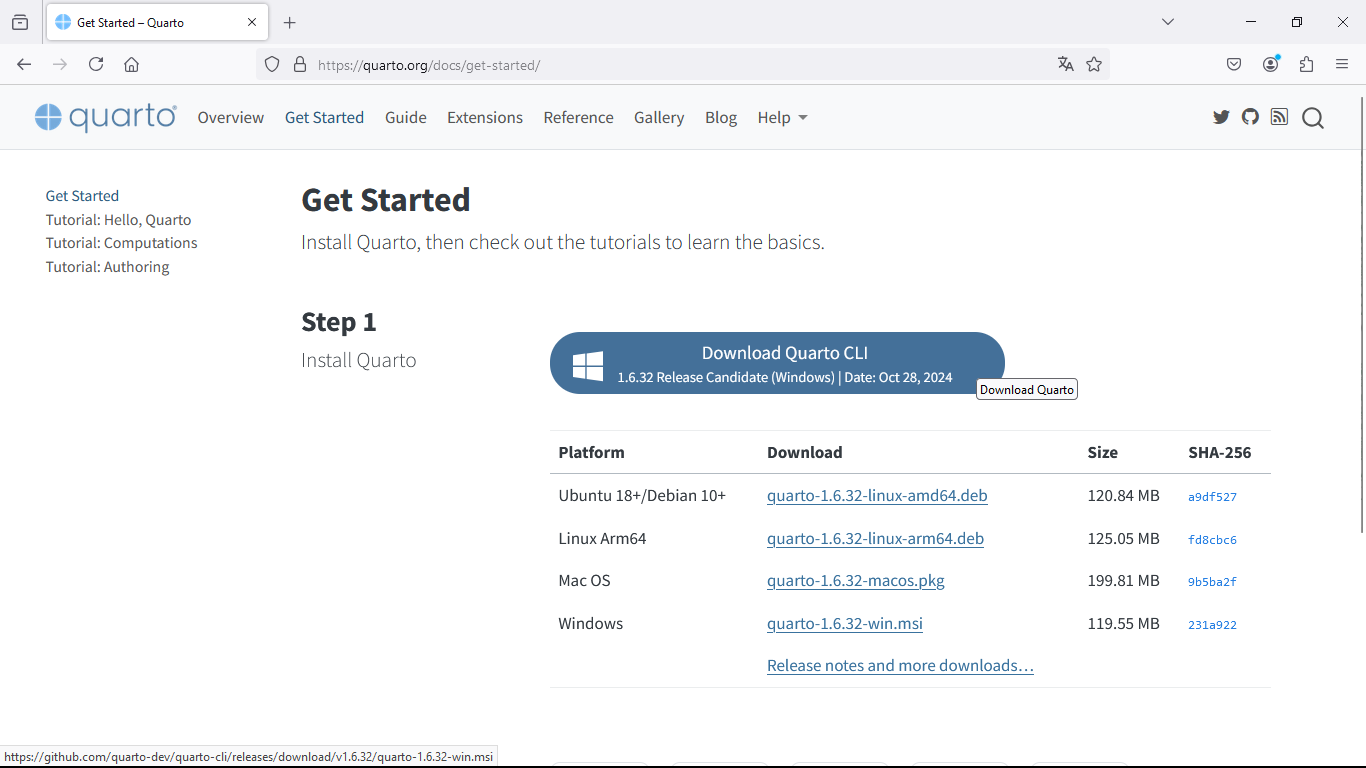 Get Started – Quarto
https://quarto.org/docs/get-started/
quarto Overview Get Started Guide Extensions Reference Gallery Blog Help
Get Started
Tutorial: Hello, Quarto
Tutorial: Computations
Tutorial: Authoring
Get Started
Install Quarto, then check out the tutorials to learn the basics.
Step 1
Install Quarto
Download Quarto CLI
1.6.32 Release Candidate (Windows) | Date: Oct 28, 2024
Download Quarto
Platform Download Size SHA-256
Ubuntu 18+/Debian 10+ quarto-1.6.32-linux-amd64.deb 120.84 MB a9df527
Linux Arm64 quarto-1.6.32-linux-arm64.deb 125.05 MB fd8cbc6
Mac OS quarto-1.6.32-macos.pkg 199.81 MB 9b5ba2f
Windows quarto-1.6.32-win.msi 119.55 MB 231a922
Release notes and more downloads…
https://github.com/quarto-dev/quarto-cli/releases/download/v1.6.32/quarto-1.6.32-win.msi